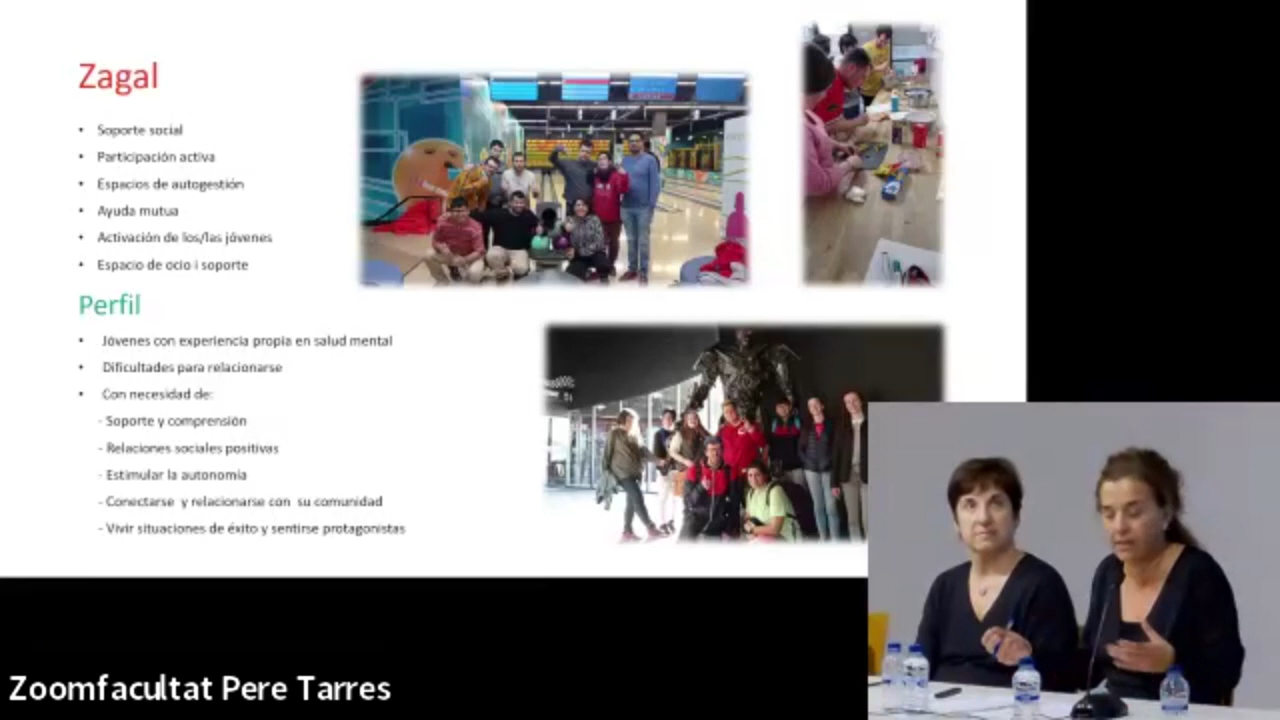 Zagal
• Soporte social
• Participación activa
• Espacios de autogestión
• Ayuda mutua
• Activación de los/las jóvenes
• Espacio de ocio i soporte
Perfil
• Jóvenes con experiencia propia en salud mental
• Dificultades para relacionarse
• Con necesidad de:
- Soporte y comprensión
- Relaciones sociales positivas
- Estimular la autonomía
- Conectarse y relacionarse con su comunidad
- Vivir situaciones de éxito y sentirse protagonistas
Zoomfacultat Pere Tarres